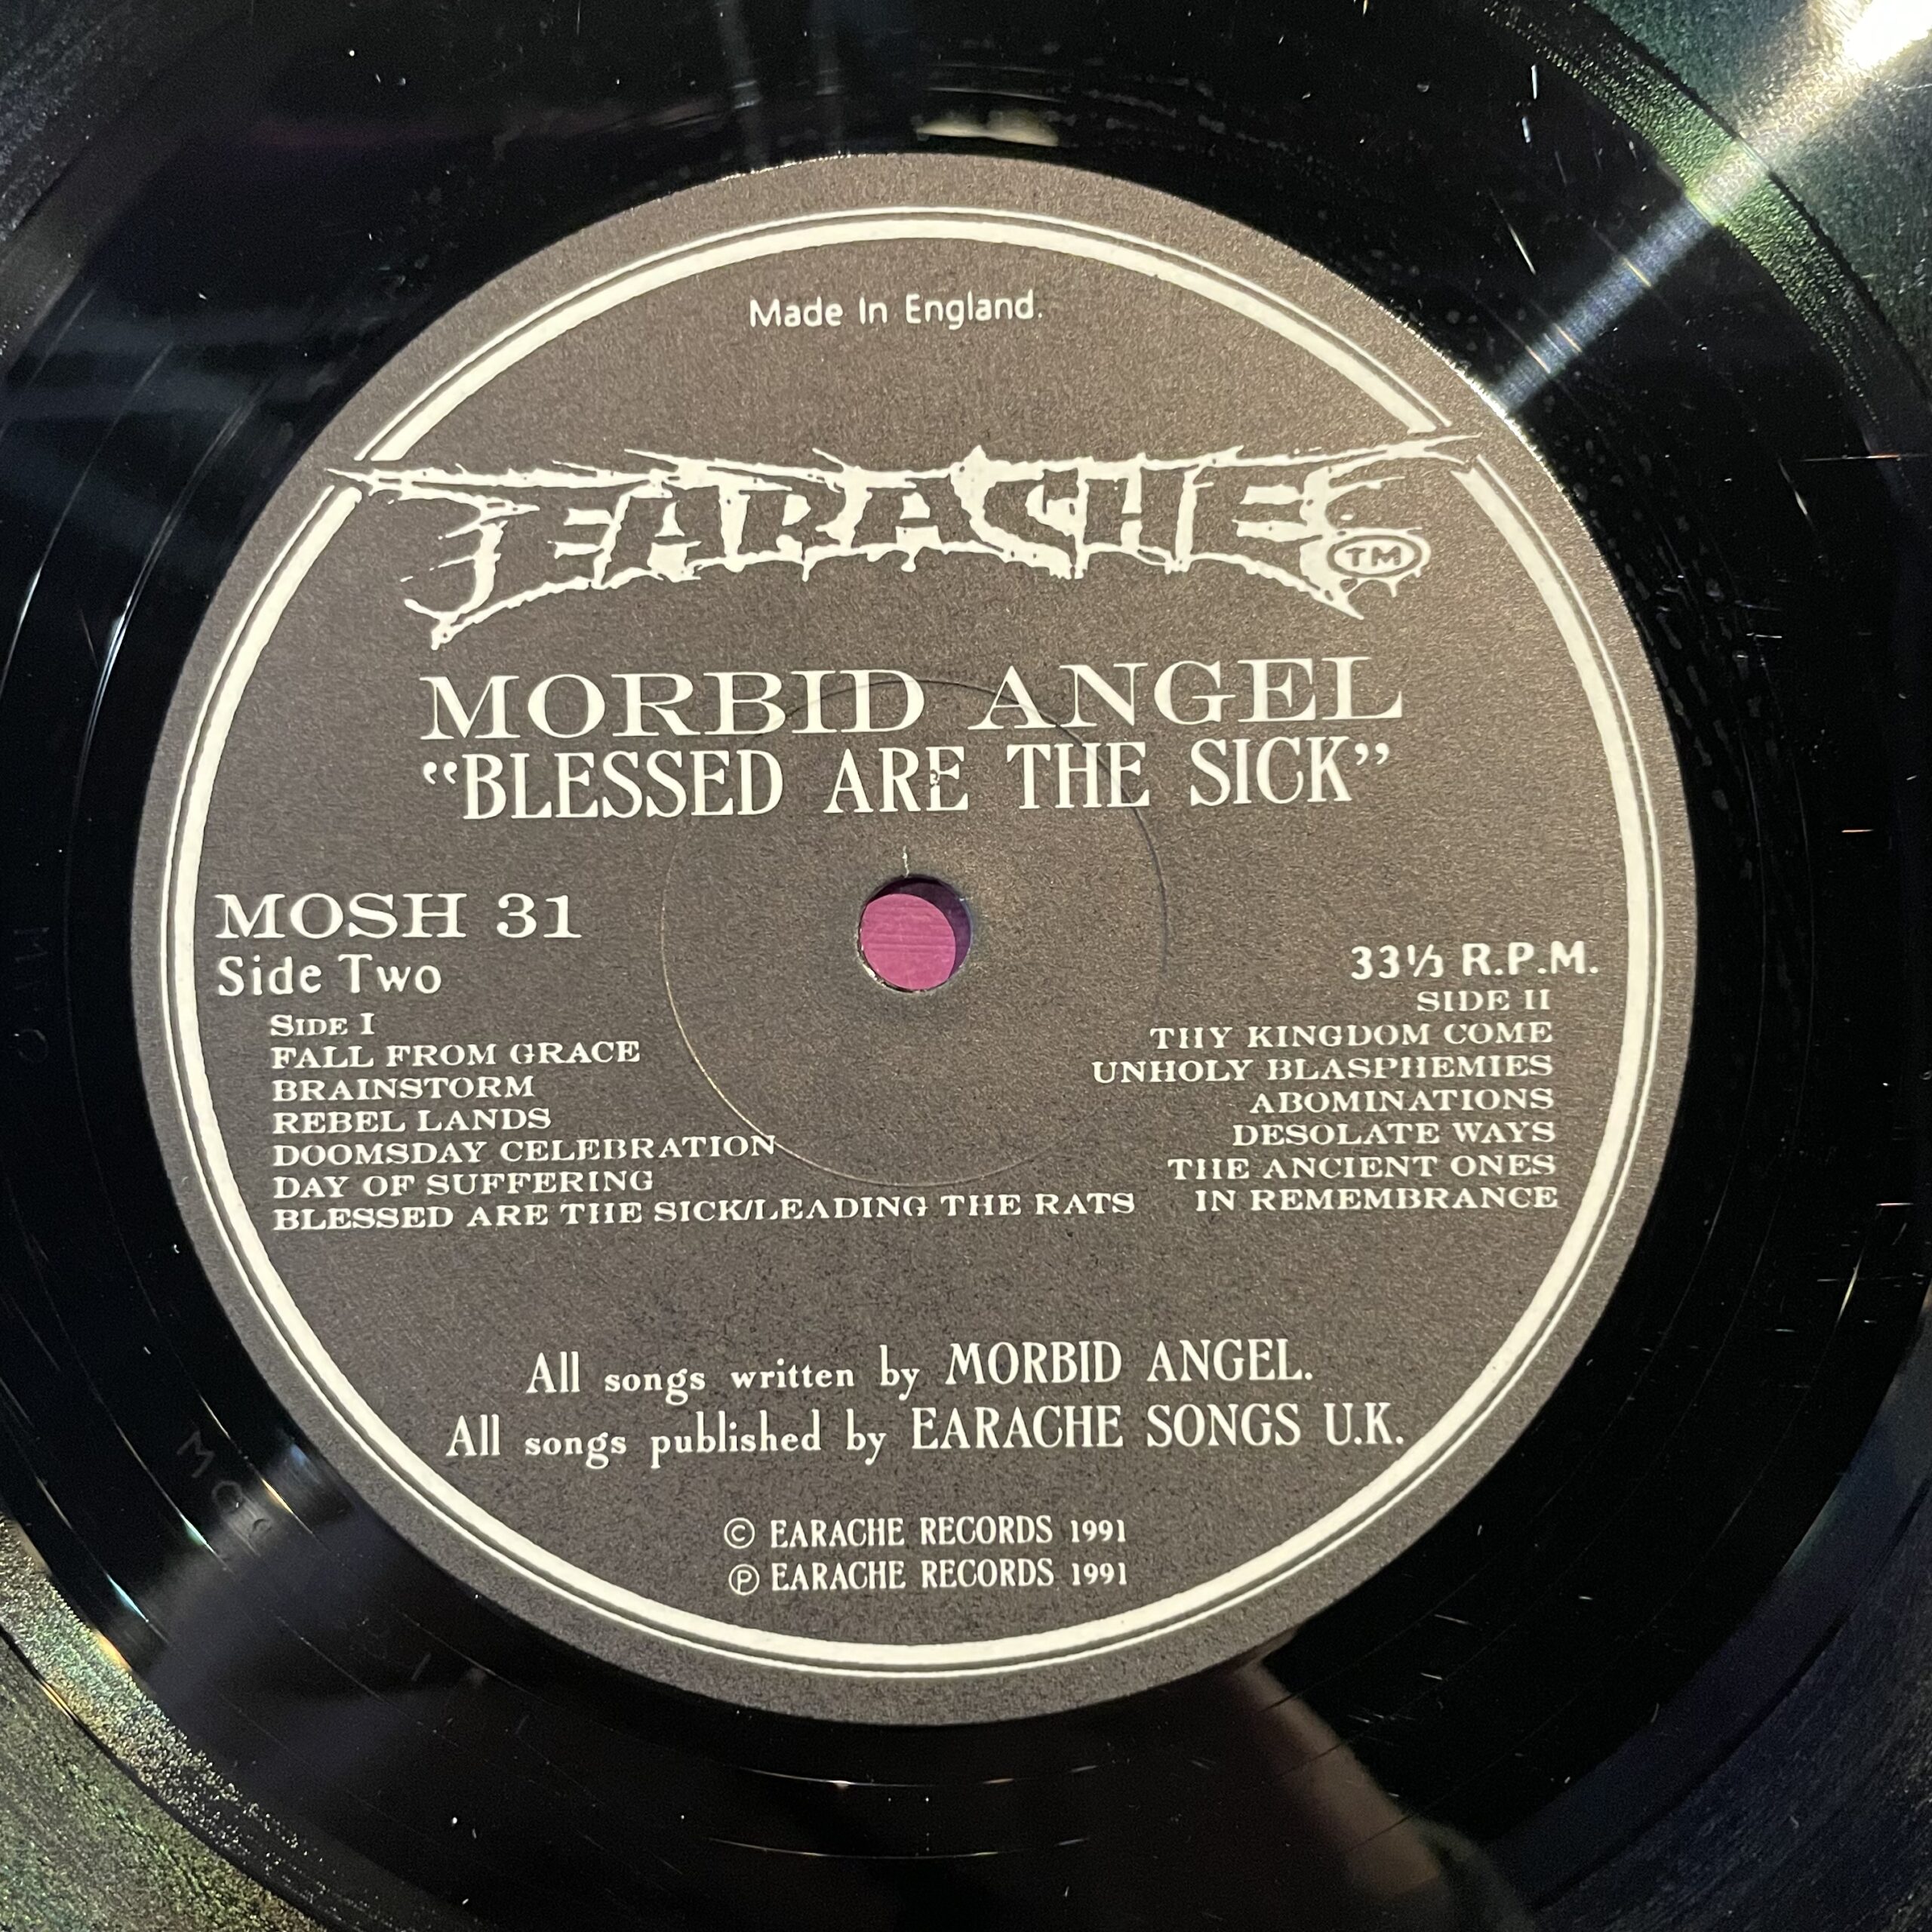 Made In England.
EARACHE TM
MORBID ANGEL
“BLESSED ARE THE SICK”
MOSH 31
Side Two
SIDE I
FALL FROM GRACE
BRAINSTORM
REBEL LANDS
DOOMSDAY CELEBRATION
DAY OF SUFFERING
BLESSED ARE THE SICK/LEADING THE RATS
33⅓ R.P.M.
SIDE II
THY KINGDOM COME
UNHOLY BLASPHEMIES
ABOMINATIONS
DESOLATE WAYS
THE ANCIENT ONES
IN REMEMBRANCE
All songs written by MORBID ANGEL.
All songs published by EARACHE SONGS U.K.
© EARACHE RECORDS 1991
℗ EARACHE RECORDS 1991